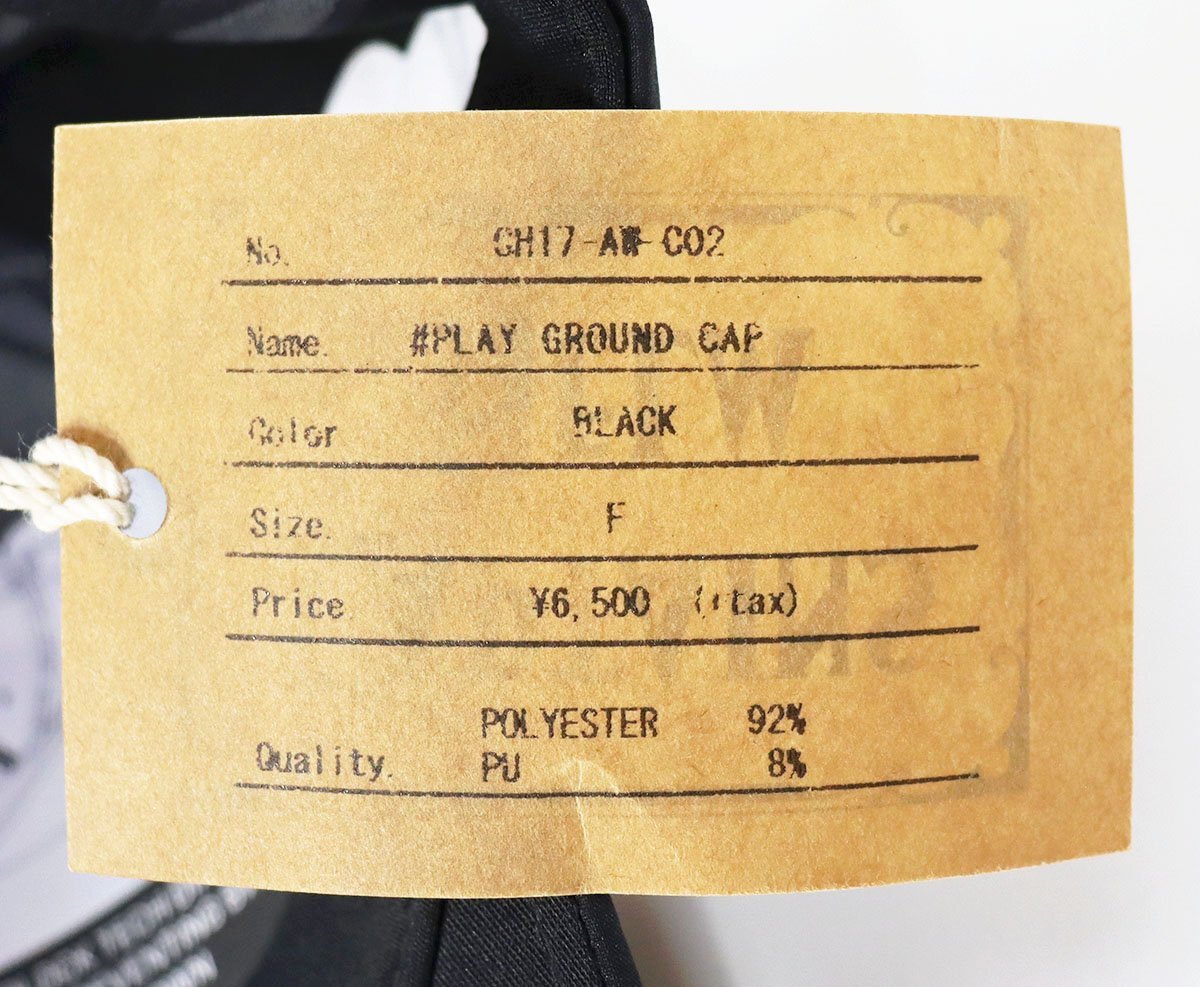 No. GH17-AW-C02
Name. #PLAY GROUND CAP
Color BLACK
Size. F
Price ¥6,500 (+tax)
POLYESTER 92%
Quality. PU 8%